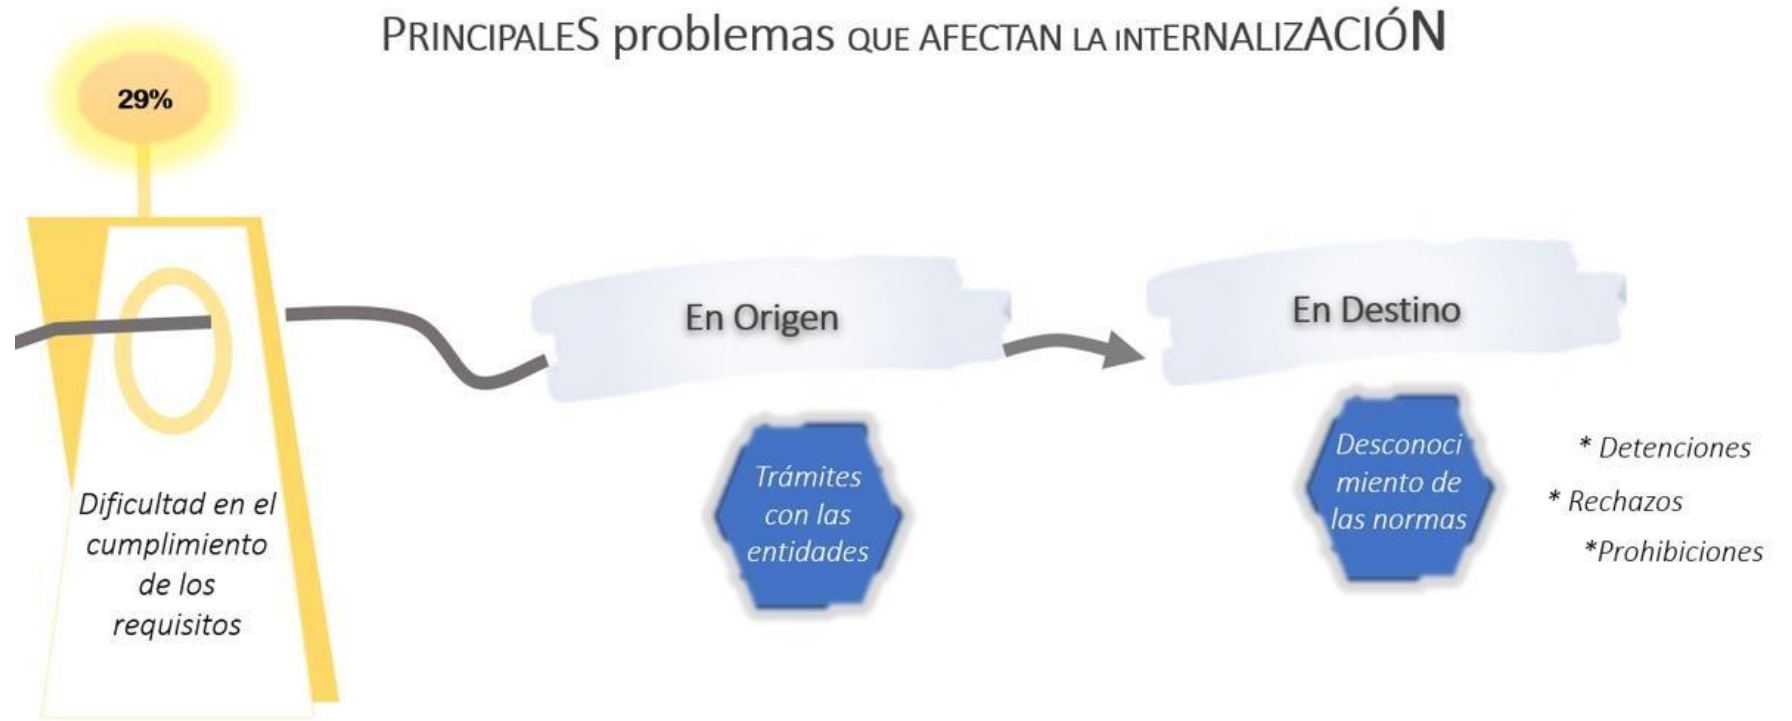 PRINCIPALES problemas QUE AFECTAN LA INTERNALIZACIÓN
29%
Dificultad en el
cumplimiento
de los
requisitos
En Origen
Trámites
con las
entidades
En Destino
Desconoci
miento de
las normas
* Detenciones
* Rechazos
*Prohibiciones